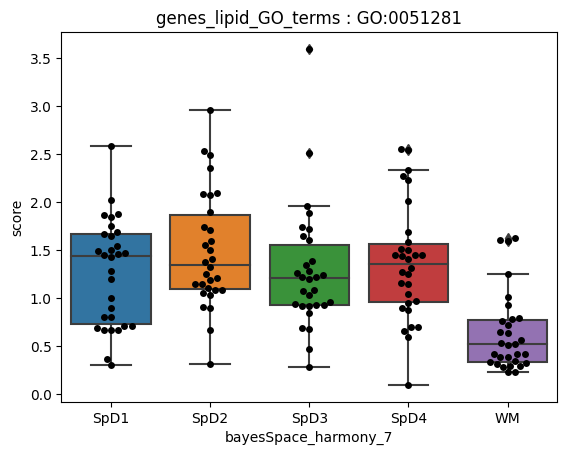 genes_lipid_GO_terms : GO:0051281
score
3.5
3.0
2.5
2.0
1.5
1.0
0.5
0.0
SpD1 SpD2 SpD3 SpD4 WM
bayesSpace_harmony_7